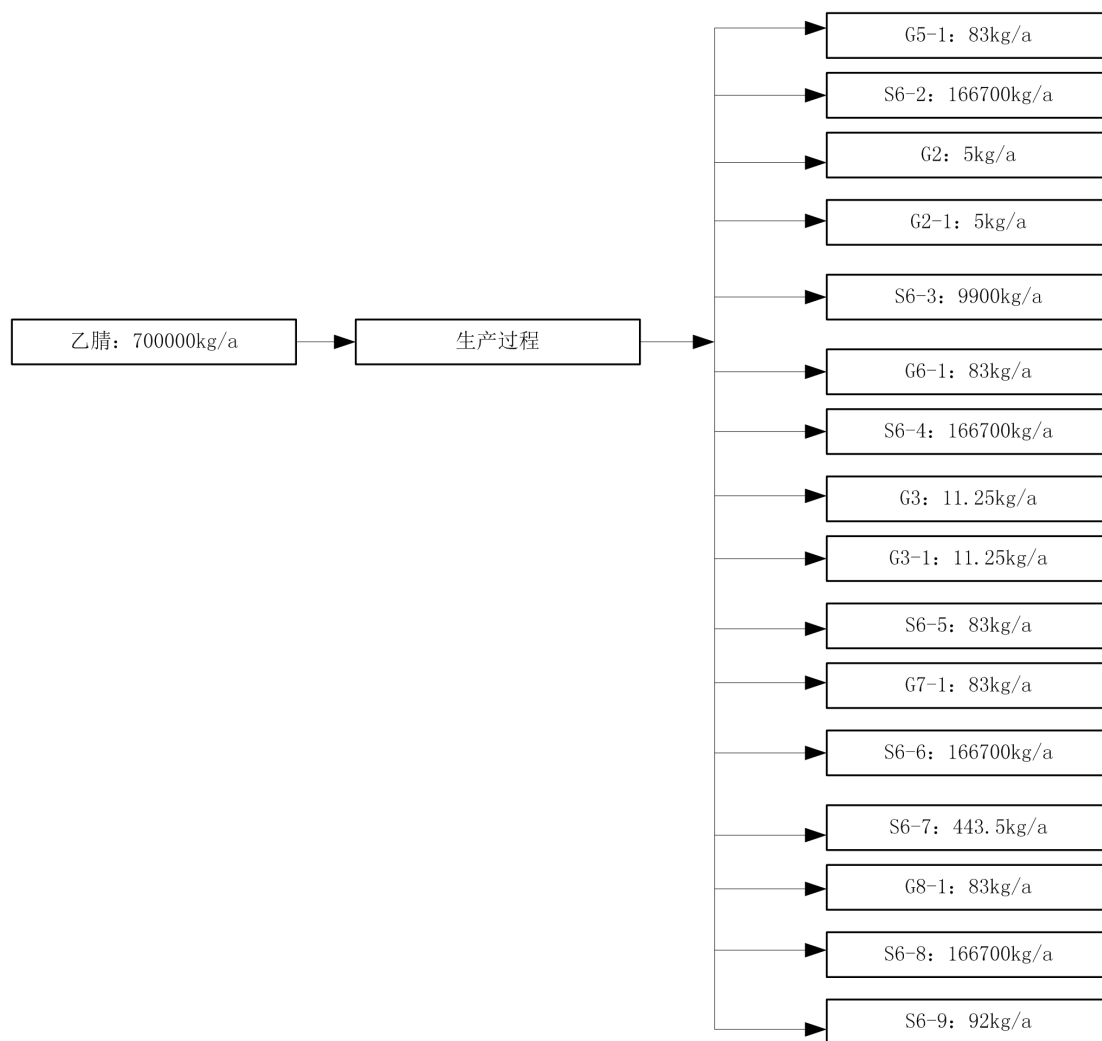 G5-1：83kg/a
S6-2：166700kg/a
G2：5kg/a
G2-1：5kg/a
S6-3：9900kg/a
乙腈：700000kg/a
生产过程
G6-1：83kg/a
S6-4：166700kg/a
G3：11.25kg/a
G3-1：11.25kg/a
S6-5：83kg/a
G7-1：83kg/a
S6-6：166700kg/a
S6-7：443.5kg/a
G8-1：83kg/a
S6-8：166700kg/a
S6-9：92kg/a